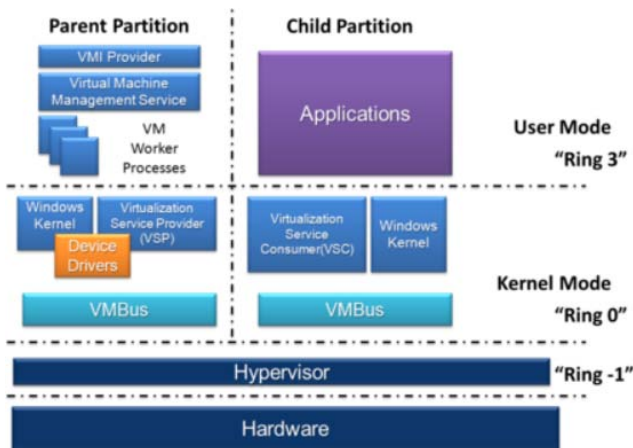 Parent Partition
Child Partition
VMI Provider
Virtual Machine
Management Service
VM
Worker
Processes
Applications
User Mode
“Ring 3”
Windows
Kernel
Virtualization
Service Provider
(VSP)
Device
Drivers
Virtualization
Service
Consumer(VSC)
Windows
Kernel
VMBus
VMBus
Kernel Mode
“Ring 0”
Hypervisor
“Ring -1”
Hardware